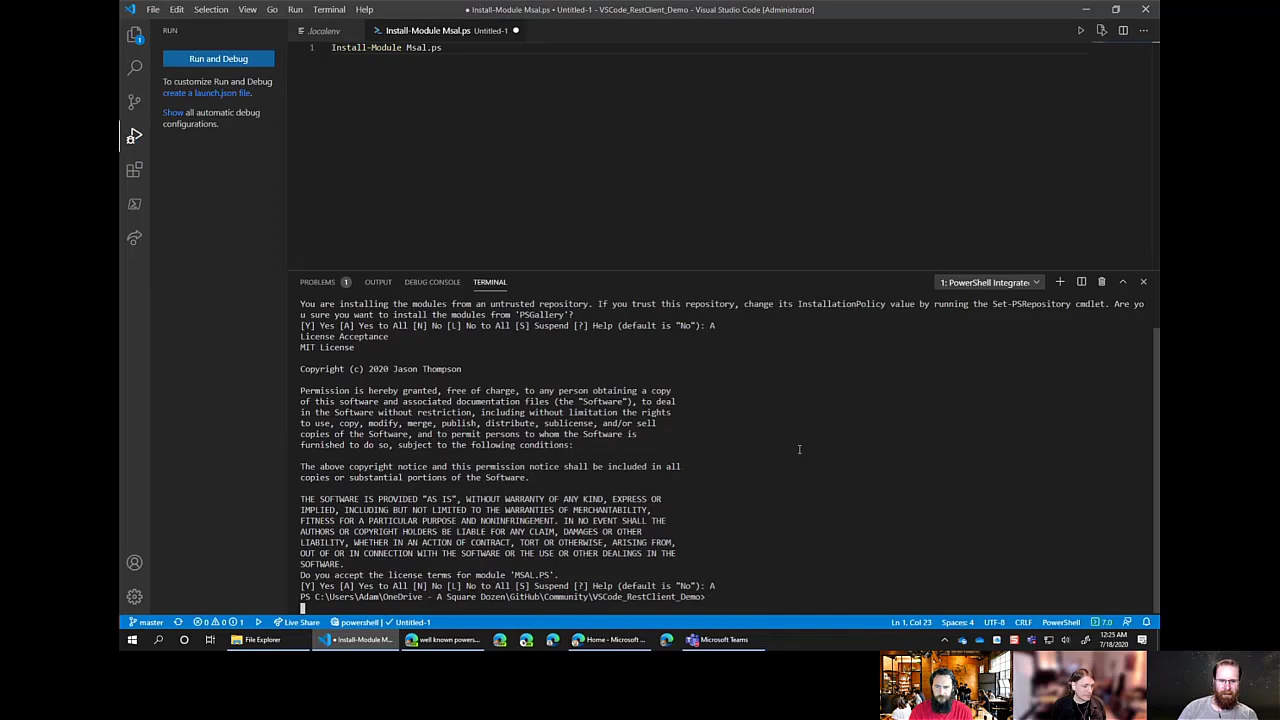 File Edit Selection View Go Run Terminal Help
● Install-Module Msal.ps ● Untitled-1 - VSCode_RestClient_Demo - Visual Studio Code [Administrator]
RUN
.localenv
Install-Module Msal.ps Untitled-1
1 Install-Module Msal.ps
Run and Debug
To customize Run and Debug
create a launch.json file.
Show all automatic debug
configurations.
PROBLEMS 1 OUTPUT DEBUG CONSOLE TERMINAL
1: PowerShell Integrate
You are installing the modules from an untrusted repository. If you trust this repository, change its InstallationPolicy value by running the Set-PSRepository cmdlet. Are yo
u sure you want to install the modules from 'PSGallery'?
[Y] Yes [A] Yes to All [N] No [L] No to All [S] Suspend [?] Help (default is "No"): A
License Acceptance
MIT License
Copyright (c) 2020 Jason Thompson
Permission is hereby granted, free of charge, to any person obtaining a copy
of this software and associated documentation files (the "Software"), to deal
in the Software without restriction, including without limitation the rights
to use, copy, modify, merge, publish, distribute, sublicense, and/or sell
copies of the Software, and to permit persons to whom the Software is
furnished to do so, subject to the following conditions:
The above copyright notice and this permission notice shall be included in all
copies or substantial portions of the Software.
THE SOFTWARE IS PROVIDED "AS IS", WITHOUT WARRANTY OF ANY KIND, EXPRESS OR
IMPLIED, INCLUDING BUT NOT LIMITED TO THE WARRANTIES OF MERCHANTABILITY,
FITNESS FOR A PARTICULAR PURPOSE AND NONINFRINGEMENT. IN NO EVENT SHALL THE
AUTHORS OR COPYRIGHT HOLDERS BE LIABLE FOR ANY CLAIM, DAMAGES OR OTHER
LIABILITY, WHETHER IN AN ACTION OF CONTRACT, TORT OR OTHERWISE, ARISING FROM,
OUT OF OR IN CONNECTION WITH THE SOFTWARE OR THE USE OR OTHER DEALINGS IN THE
SOFTWARE.
Do you accept the license terms for module 'MSAL.PS'.
[Y] Yes [A] Yes to All [N] No [L] No to All [S] Suspend [?] Help (default is "No"): A
PS C:\Users\Adam\OneDrive - A Square Dozen\GitHub\Community\VSCode_RestClient_Demo>
master 0 0 1 Live Share powershell Untitled-1 Ln 1, Col 23 Spaces: 4 UTF-8 CRLF PowerShell 7.0
File Explorer
● Install-Module M...
well known powers...
Home - Microsoft ...
Microsoft Teams
12:25 AM
7/18/2020